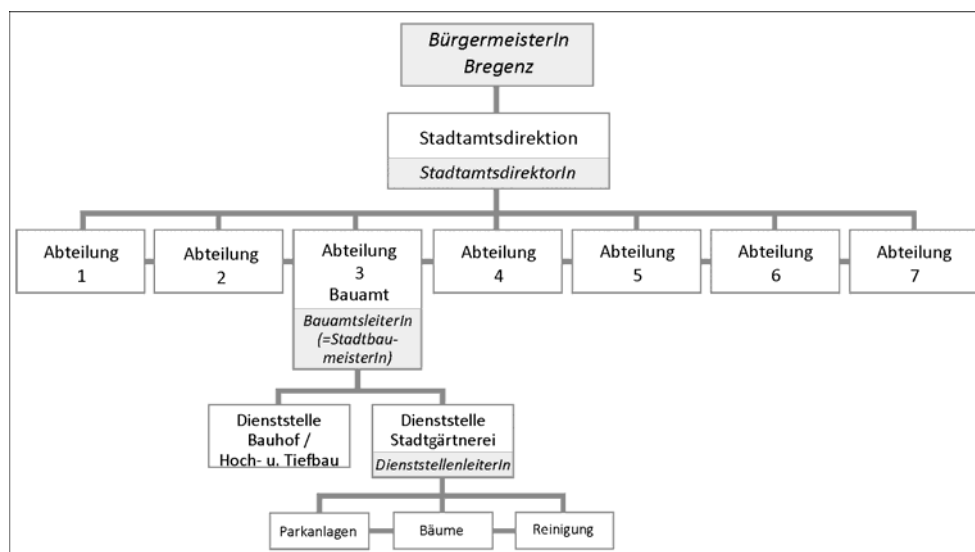 BürgermeisterIn
Bregenz
Stadtamtsdirektion
StadtamtsdirektorIn
Abteilung
1
Abteilung
2
Abteilung
3
Bauamt
BauamtsleiterIn
(=Stadtbau-
meisterIn)
Abteilung
4
Abteilung
5
Abteilung
6
Abteilung
7
Dienststelle
Bauhof /
Hoch- u. Tiefbau
Dienststelle
Stadtgärtnerei
DienststellenleiterIn
Parkanlagen
Bäume
Reinigung